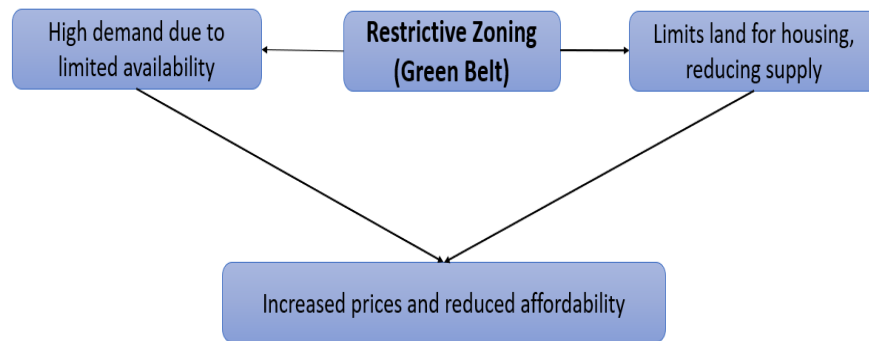 High demand due to
limited availability
Restrictive Zoning
(Green Belt)
Limits land for housing,
reducing supply
Increased prices and reduced affordability